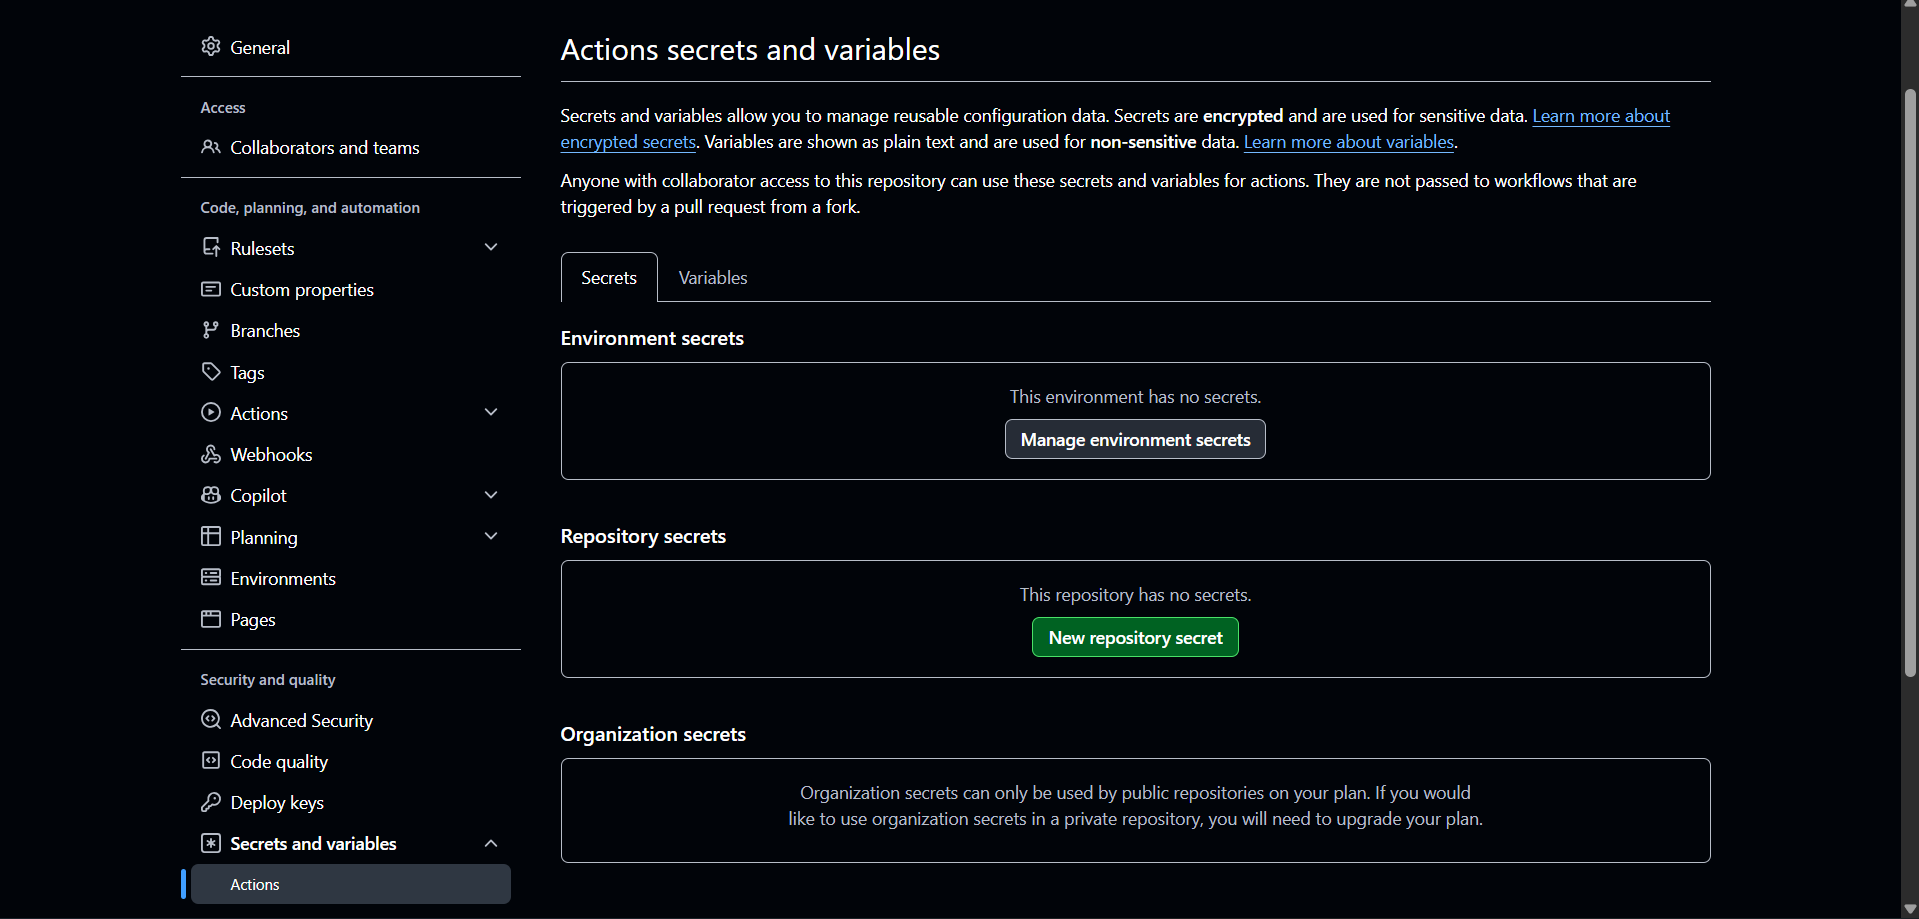 General
Access
Collaborators and teams
Code, planning, and automation
Rulesets
Custom properties
Branches
Tags
Actions
Webhooks
Copilot
Planning
Environments
Pages
Security and quality
Advanced Security
Code quality
Deploy keys
Secrets and variables
Actions
Actions secrets and variables
Secrets and variables allow you to manage reusable configuration data. Secrets are encrypted and are used for sensitive data. Learn more about
encrypted secrets. Variables are shown as plain text and are used for non-sensitive data. Learn more about variables.
Anyone with collaborator access to this repository can use these secrets and variables for actions. They are not passed to workflows that are
triggered by a pull request from a fork.
Secrets
Variables
Environment secrets
This environment has no secrets.
Manage environment secrets
Repository secrets
This repository has no secrets.
New repository secret
Organization secrets
Organization secrets can only be used by public repositories on your plan. If you would
like to use organization secrets in a private repository, you will need to upgrade your plan.